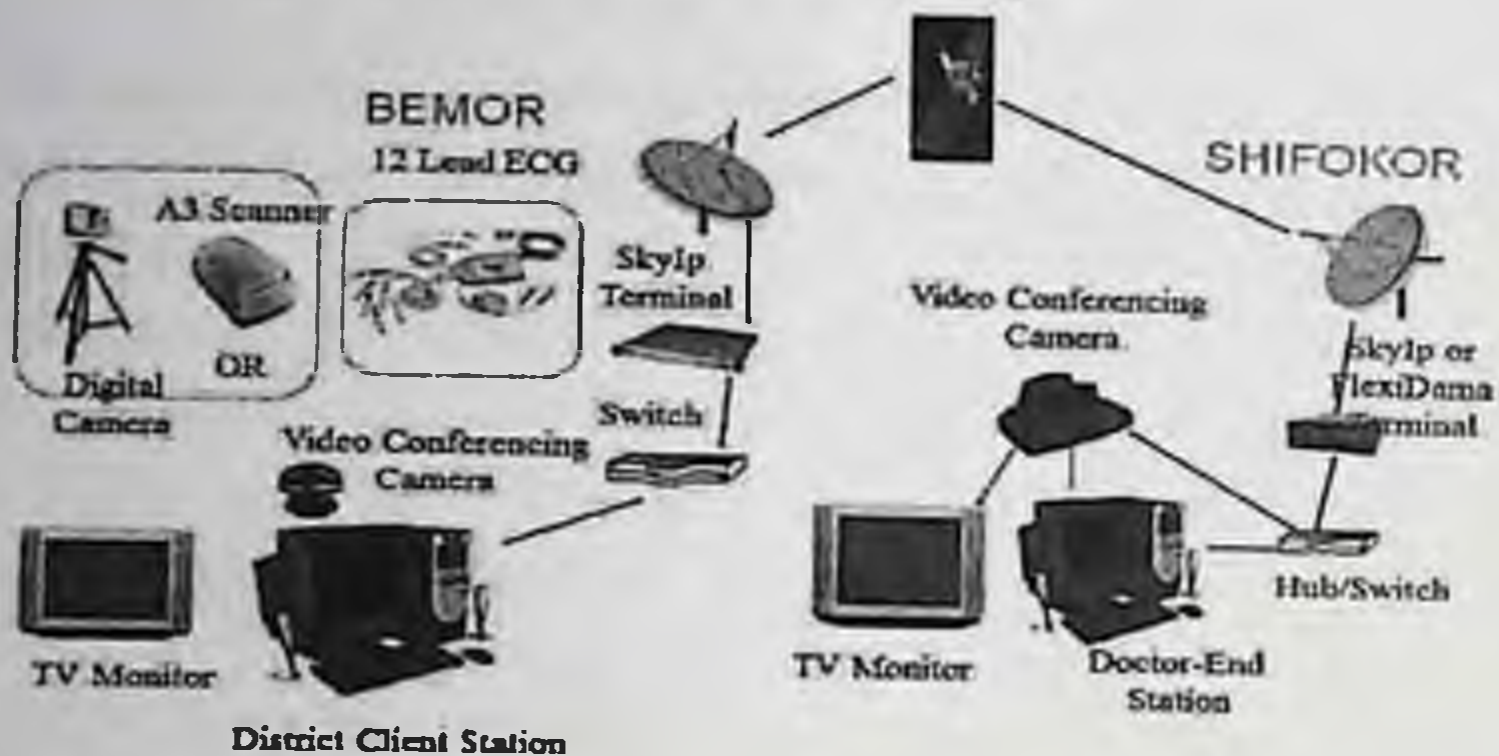 BEMOR
12 Lead ECG
A3 Scanner
OR
Digital
Camera
SkyIp
Terminal
Switch
Video Conferencing
Camera
TV Monitor
District Client Station
SHIFOKOR
Video Conferencing
Camera
SkyIp or
FlexiDama
Terminal
Hub/Switch
TV Monitor
Doctor-End
Station